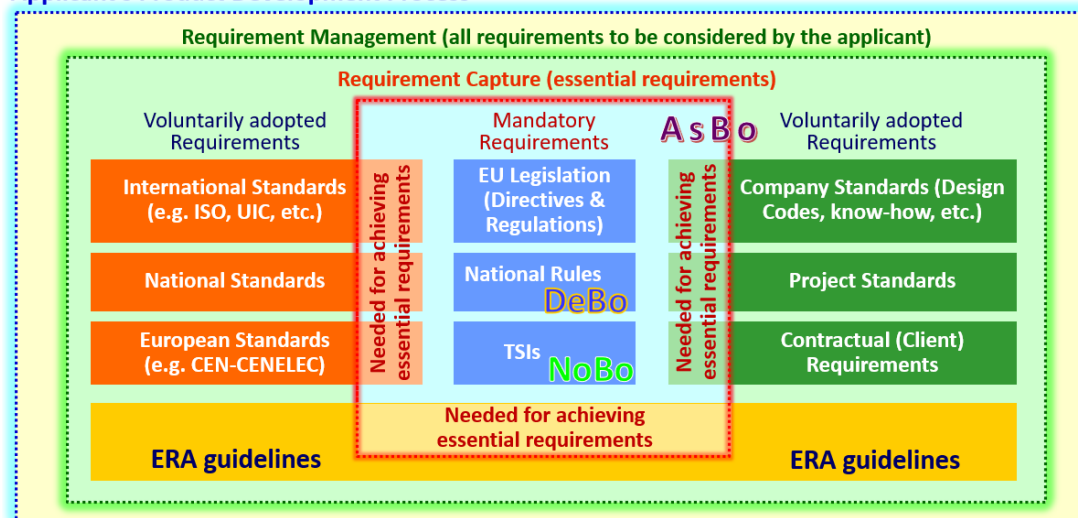 Requirement Management (all requirements to be considered by the applicant)
Requirement Capture (essential requirements)
Voluntarily adopted
Requirements
Mandatory
Requirements
AsBo
Voluntarily adopted
Requirements
International Standards
(e.g. ISO, UIC, etc.)
National Standards
European Standards
(e.g. CEN-CENELEC)
Needed for achieving
essential requirements
EU Legislation
(Directives &
Regulations)
National Rules
DeBo
TSIs
NoBo
Needed for achieving
essential requirements
Company Standards (Design
Codes, know-how, etc.)
Project Standards
Contractual (Client)
Requirements
Needed for achieving
essential requirements
ERA guidelines
ERA guidelines